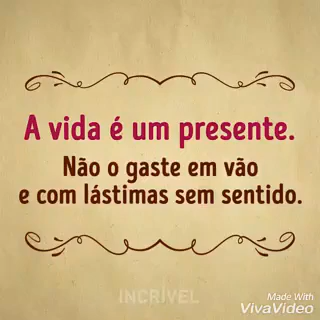 A vida é um presente.
Não o gaste em vão
e com lástimas sem sentido.
INCRÍVEL
Made With
VivaVideo